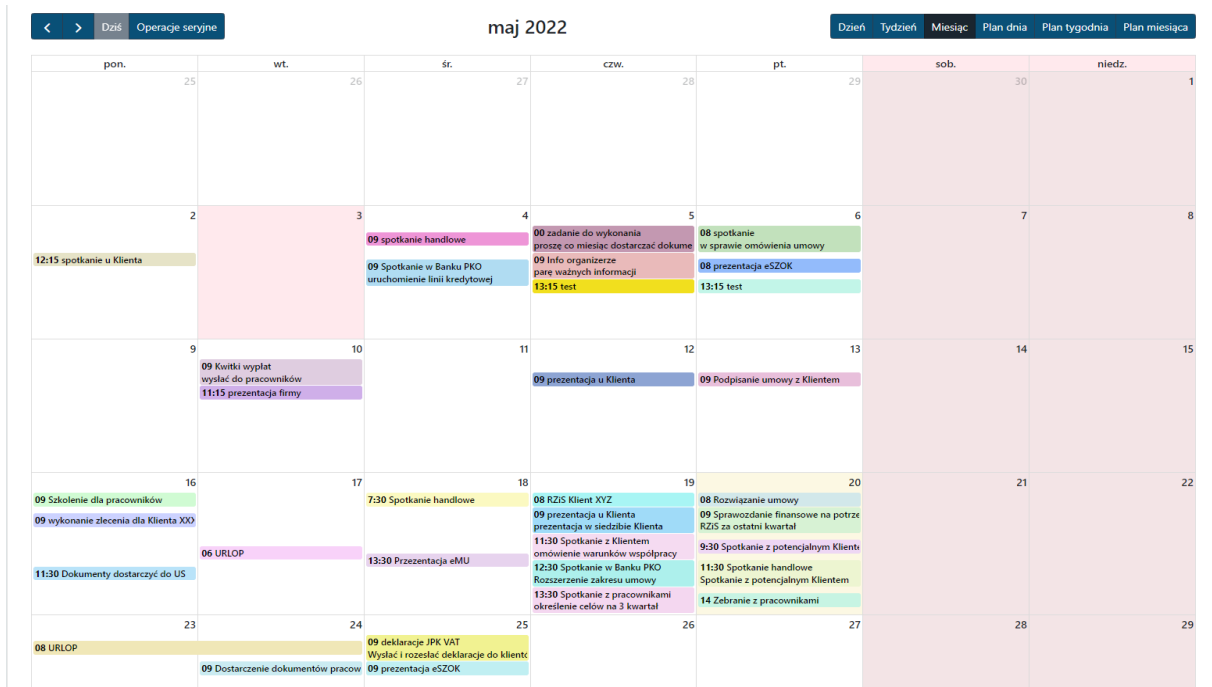 Dziś Operacje seryjne
maj 2022
Dzień Tydzień Miesiąc Plan dnia Plan tygodnia Plan miesiąca
pon. wt. śr. czw. pt. sob. niedz.
25 26 27 28 29 30 1
2 3 4 5 6 7 8
12:15 spotkanie u Klienta
09 spotkanie handlowe
09 Spotkanie w Banku PKO
uruchomienie linii kredytowej
00 zadanie do wykonania
proszę co miesiąc dostarczać dokume
09 Info organizerze
parę ważnych informacji
13:15 test
08 spotkanie
w sprawie omówienia umowy
08 prezentacja eSZOK
13:15 test
9 10 11 12 13 14 15
09 Kwitki wypłat
wysłać do pracowników
11:15 prezentacja firmy
09 prezentacja u Klienta
09 Podpisanie umowy z Klientem
16 17 18 19 20 21 22
09 Szkolenie dla pracowników
09 wykonanie zlecenia dla Klienta XXX
11:30 Dokumenty dostarczyć do US
06 URLOP
7:30 Spotkanie handlowe
13:30 Przezentacja eMU
08 RZiS Klient XYZ
09 prezentacja u Klienta
prezentacja w siedzibie Klienta
11:30 Spotkanie z Klientem
omówienie warunków współpracy
12:30 Spotkanie w Banku PKO
Rozszerzenie zakresu umowy
13:30 Spotkanie z pracownikami
określenie celów na 3 kwartał
08 Rozwiązanie umowy
09 Sprawozdanie finansowe na potrze
RZiS za ostatni kwartał
9:30 Spotkanie z potencjalnym Kliente
11:30 Spotkanie handlowe
Spotkanie z potencjalnym Klientem
14 Zebranie z pracownikami
23 24 25 26 27 28 29
08 URLOP
09 Dostarczenie dokumentów pracow
09 deklaracje JPK VAT
Wysłać i rozesłać deklaracje do kliento
09 prezentacja eSZOK